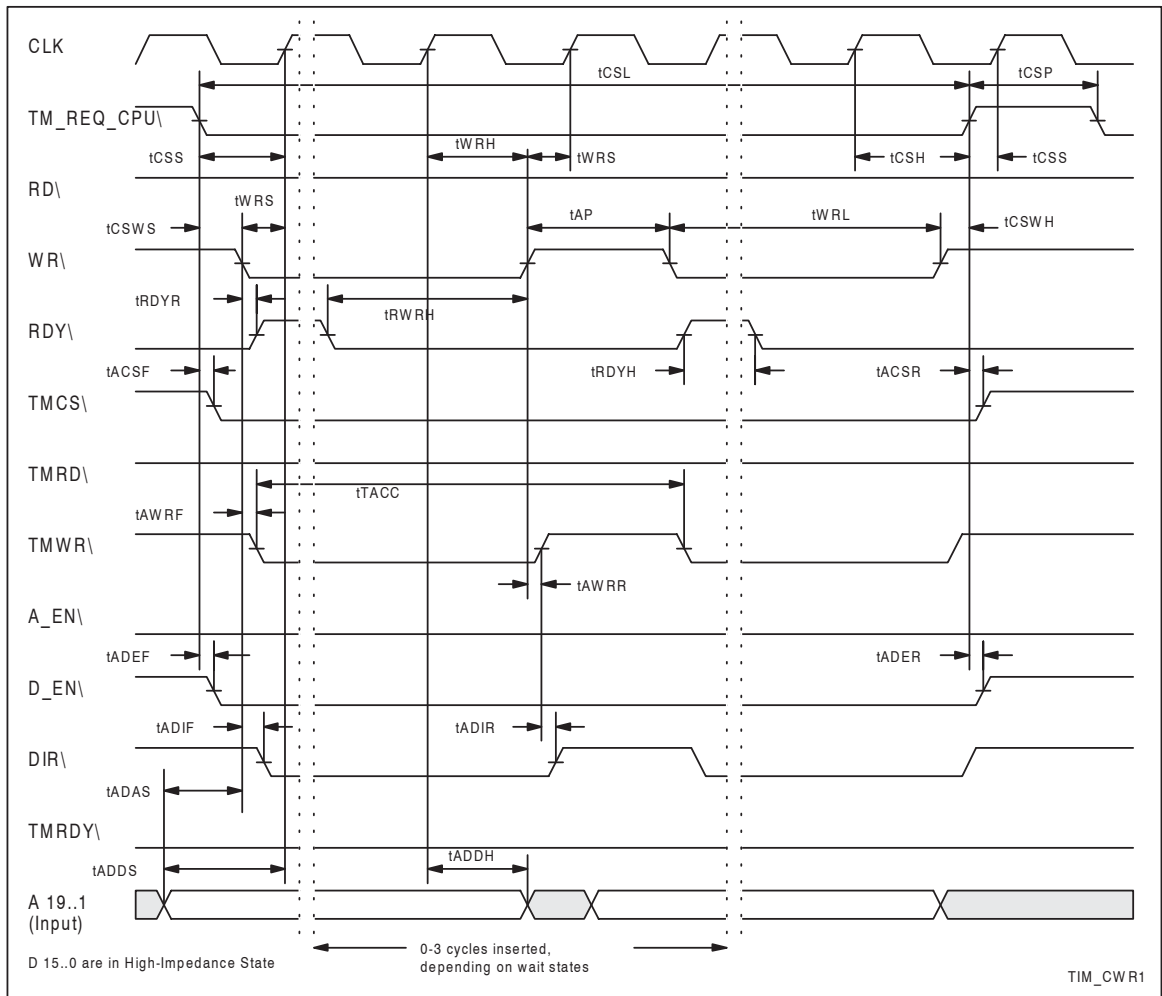 CLK
tCSL
tCSP
TM_REQ_CPU\
tCSS
tWRH
tWRS
tCSH
tCSS
RD\
tWRS
tCSWS
tAP
tWRL
tCSWH
WR\
tRDYR
tRWRH
RDY\
tACSF
tRDYH
tACSR
TMCS\
TMRD\
tTACC
tAWRF
TMWR\
tAWRR
A_EN\
tADEF
tADER
D_EN\
tADIF
tADIR
DIR\
tADAS
TMRDY\
tADDS
tADDH
A 19..1
(Input)
0-3 cycles inserted,
depending on wait states
D 15..0 are in High-Impedance State
TIM_CWR1